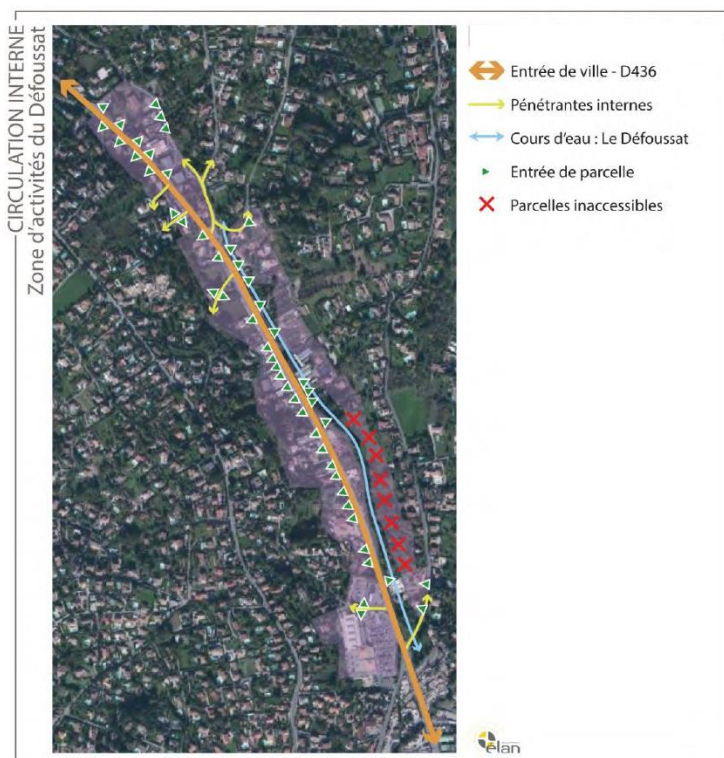 CIRCULATION INTERNE
Zone d'activités du Défoussat
Entrée de ville - D436
Pénétrantes internes
Cours d'eau : Le Défoussat
Entrée de parcelle
Parcelles inaccessibles
élan